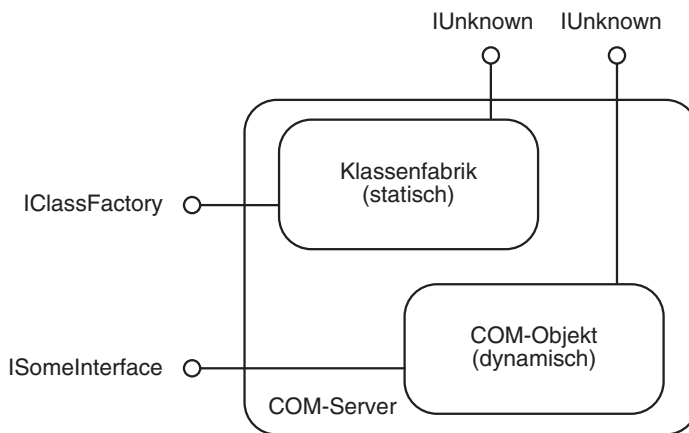 IUnknown
IUnknown
Klassenfabrik
(statisch)
IClassFactory
COM-Objekt
(dynamisch)
ISomeInterface
COM-Server